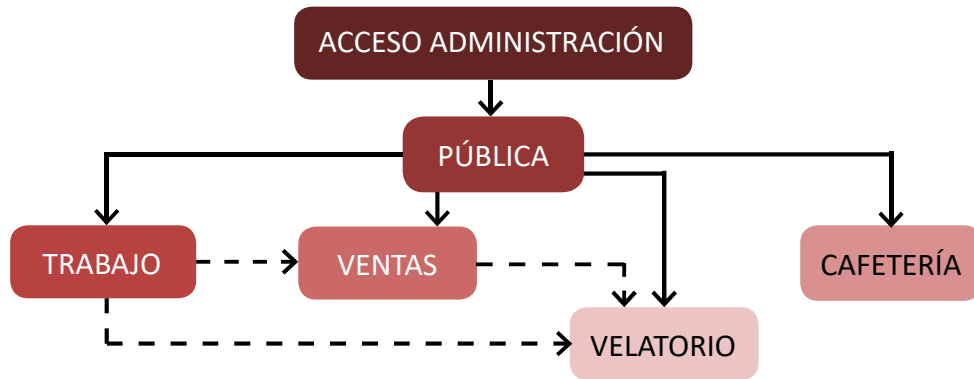 ACCESO ADMINISTRACIÓN
PÚBLICA
TRABAJO
VENTAS
CAFETERÍA
VELATORIO